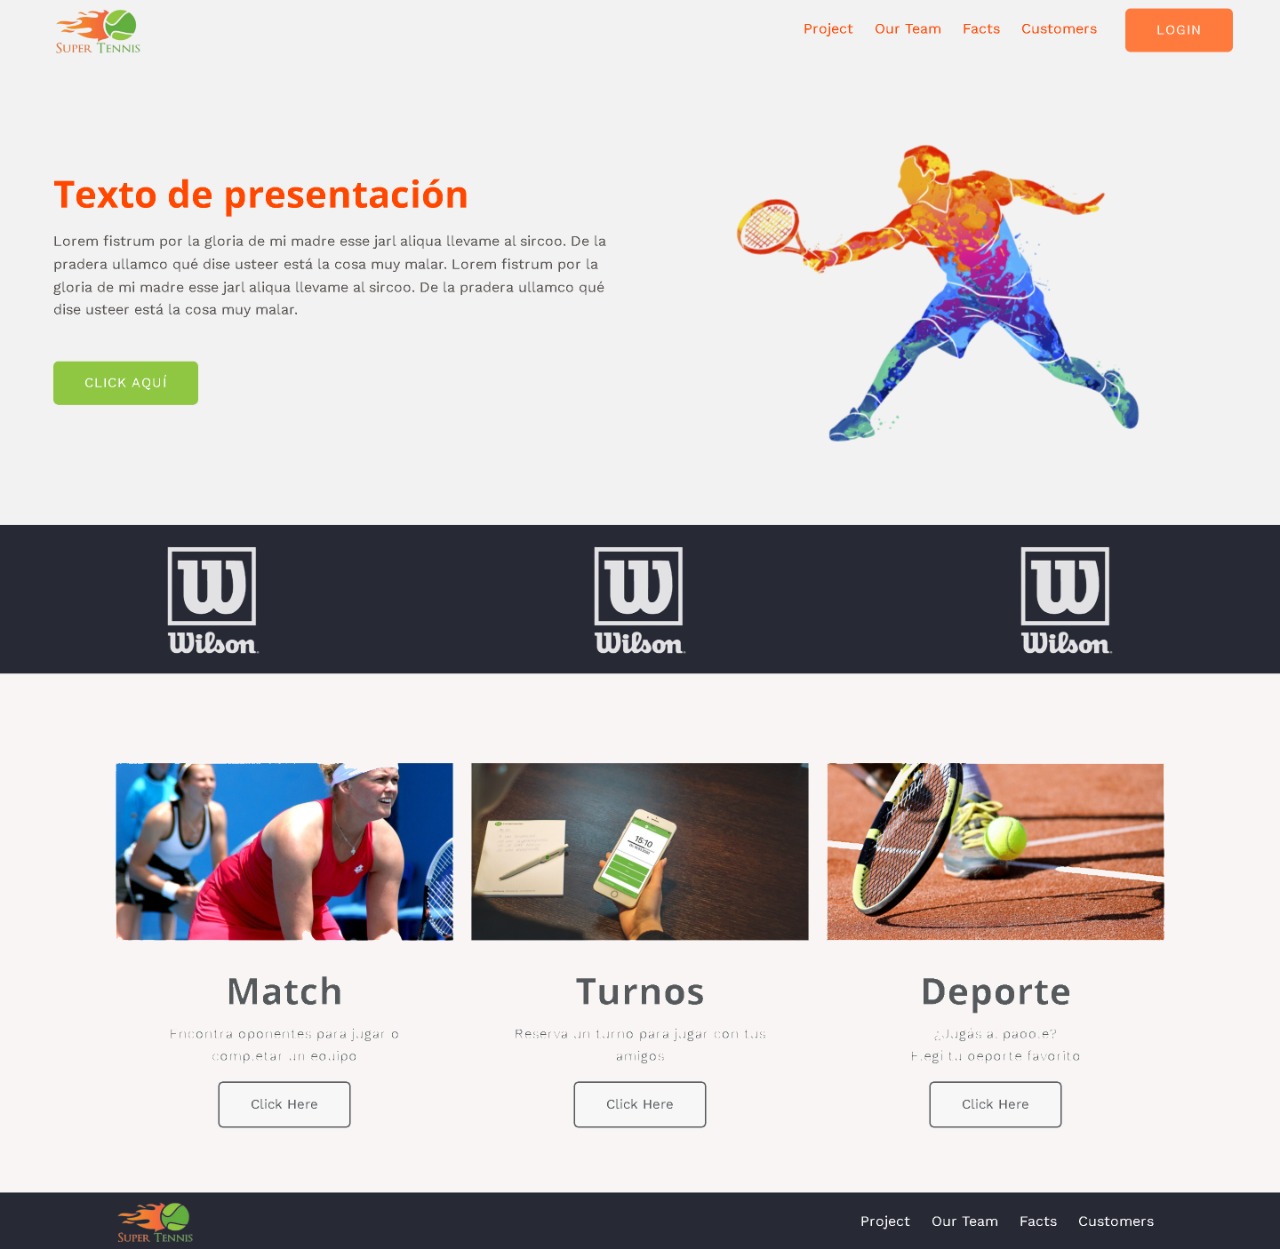 SUPER TENNIS
Project Our Team Facts Customers LOGIN
Texto de presentación
Lorem fistrum por la gloria de mi madre esse jarl aliqua llevame al sircoo. De la
pradera ullamco qué dise usteer está la cosa muy malar. Lorem fistrum por la
gloria de mi madre esse jarl aliqua llevame al sircoo. De la pradera ullamco qué
dise usteer está la cosa muy malar.
CLICK AQUÍ
W W W
Wilson Wilson Wilson
15:10
Match
Encontra oponentes para jugar o
completar un equipo
Click Here
Turnos
Reserva un turno para jugar con tus
amigos
Click Here
Deporte
¿Jugás al
Elegi tu deporte favorito
Click Here
SUPER TENNIS
Project Our Team Facts Customers